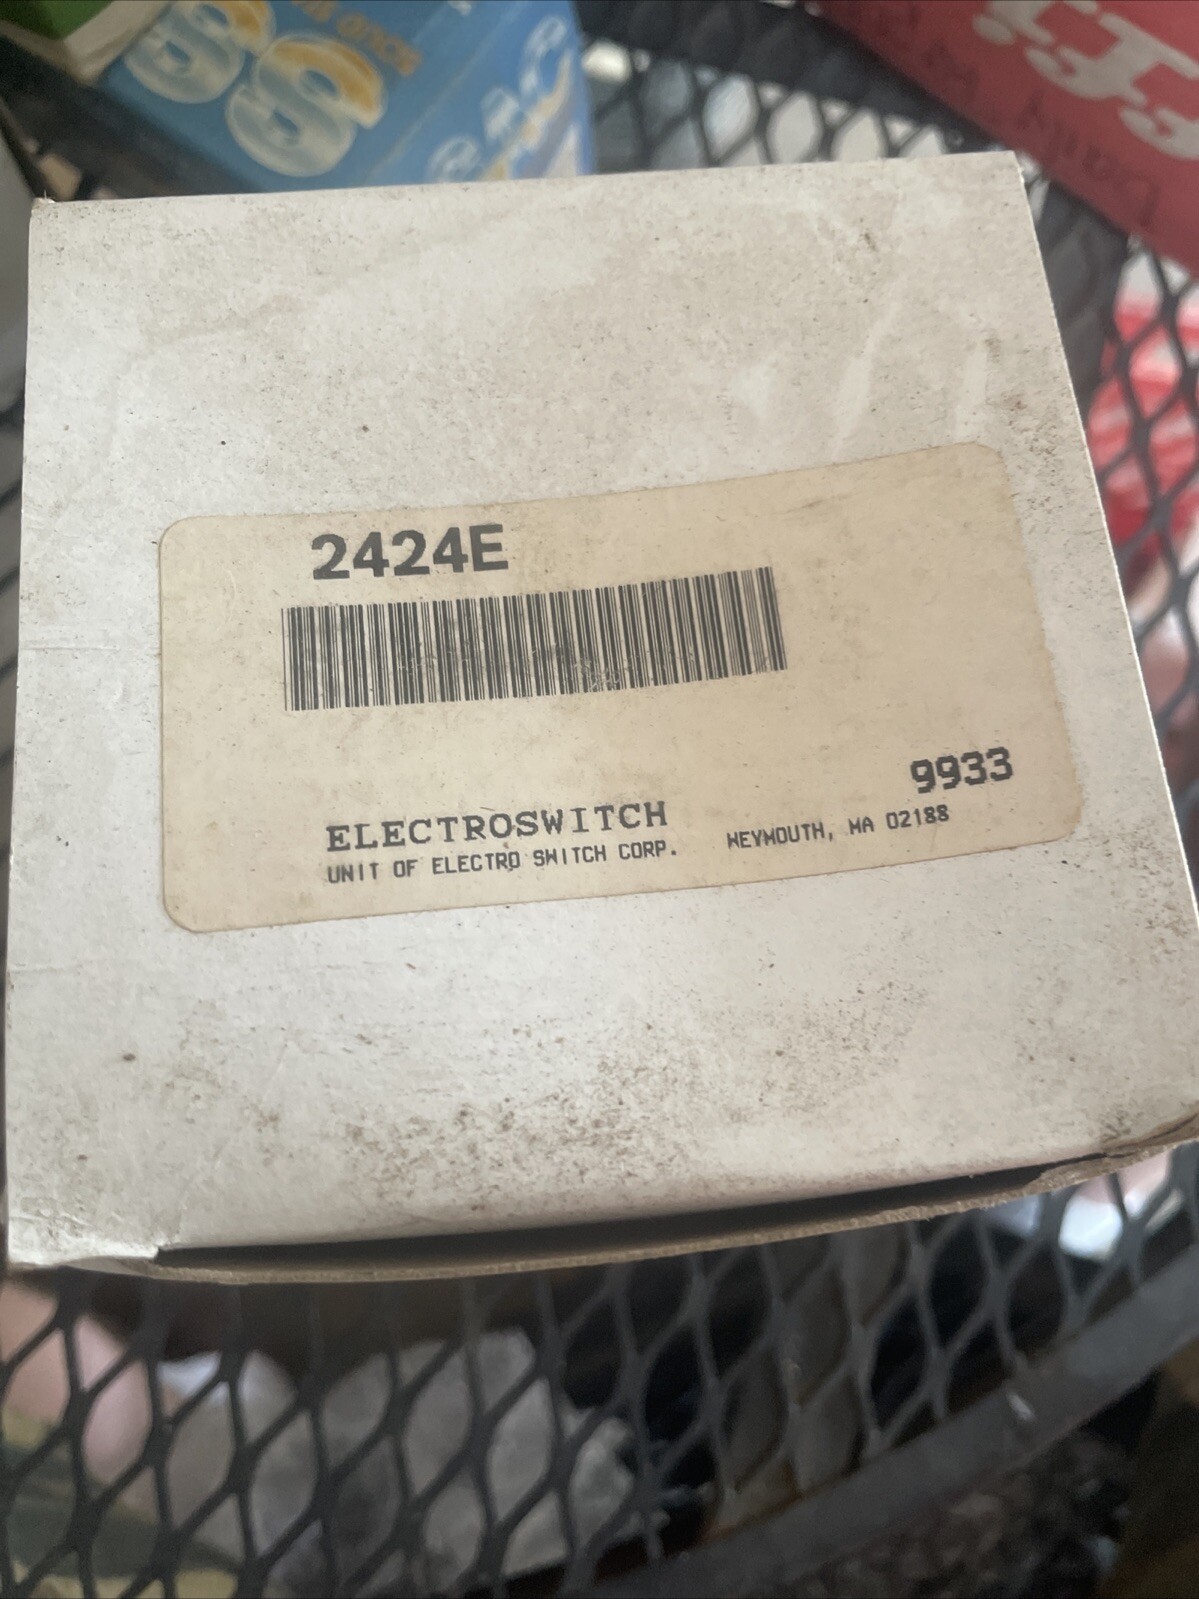 2424E
9933
ELECTROSWITCH
UNIT OF ELECTRO SWITCH CORP. WEYMOUTH, MA 02188